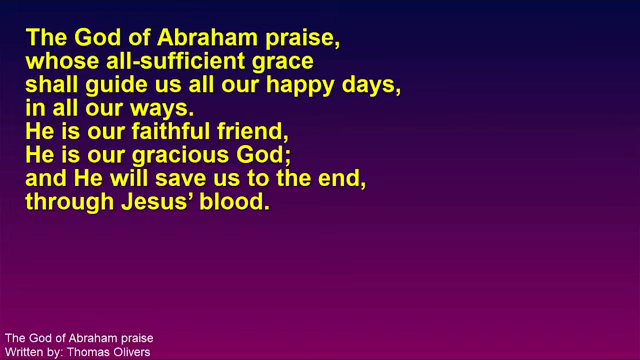 The God of Abraham praise,
whose all-sufficient grace
shall guide us all our happy days,
in all our ways.
He is our faithful friend,
He is our gracious God;
and He will save us to the end,
through Jesus’ blood.
The God of Abraham praise
Written by: Thomas Olivers